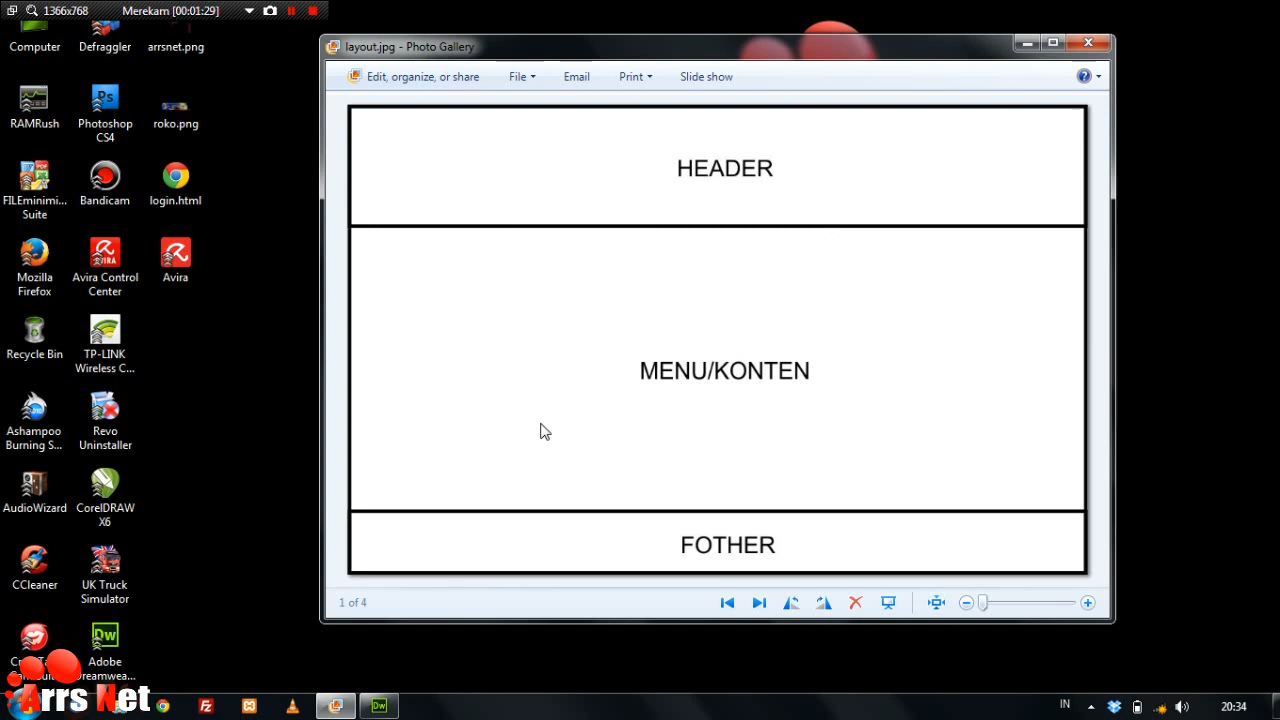 1366x768
Merekam [00:01:29]
Computer
Defraggler
arrsnet.png
RAMRush
Photoshop
CS4
roko.png
FILEminimi...
Suite
Bandicam
login.html
Mozilla
Firefox
Avira Control
Center
Avira
Recycle Bin
TP-LINK
Wireless C...
Ashampoo
Burning S...
Revo
Uninstaller
AudioWizard
CorelDRAW
X6
CCleaner
UK Truck
Simulator
Adobe
Dreamwea...
Arrs Net
layout.jpg - Photo Gallery
Edit, organize, or share
File
Email
Print
Slide show
HEADER
MENU/KONTEN
FOTHER
1 of 4
IN
20:34